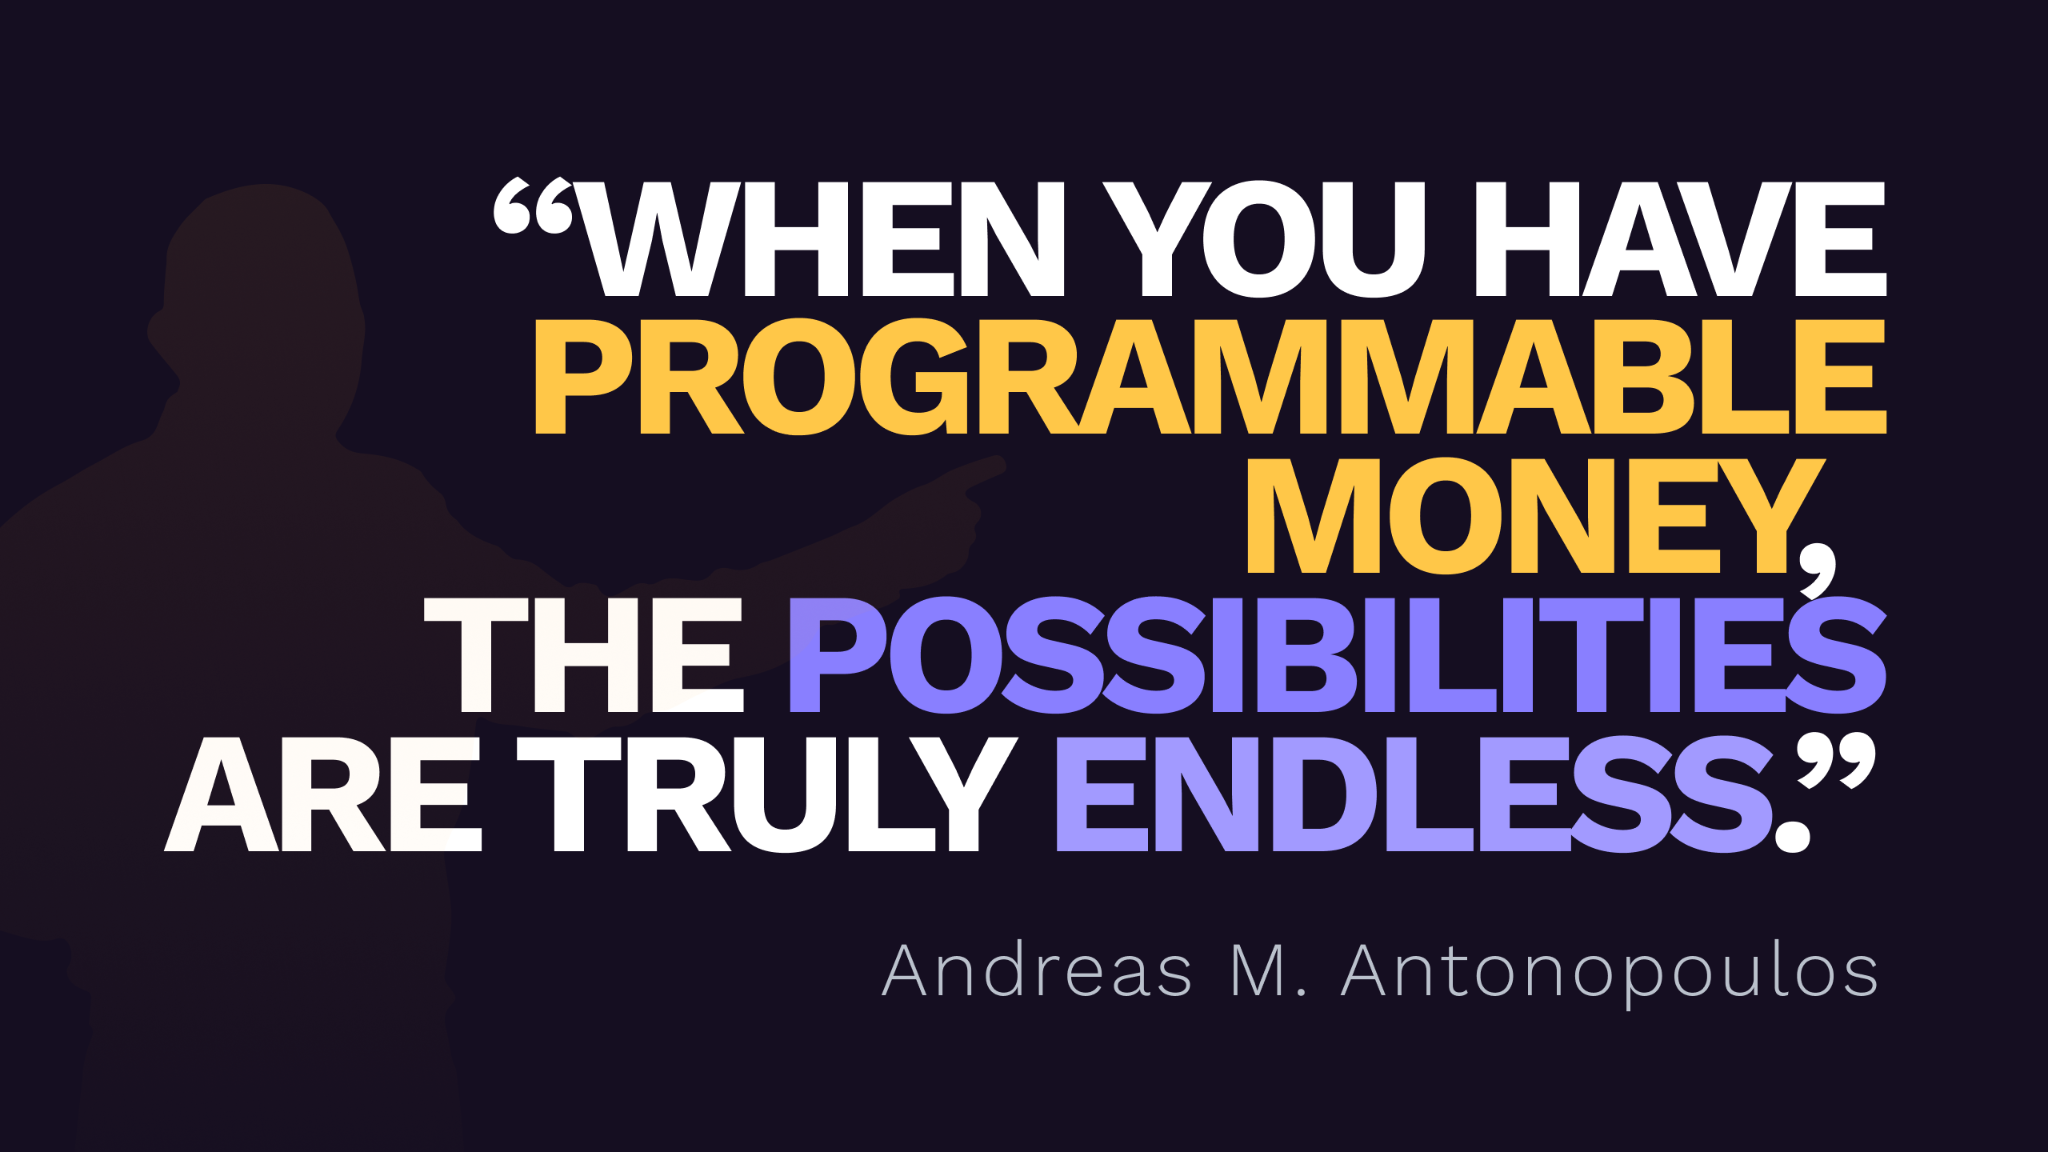 “WHEN YOU HAVE
PROGRAMMABLE
MONEY,
THE POSSIBILITIES
ARE TRULY ENDLESS.”
Andreas M. Antonopoulos